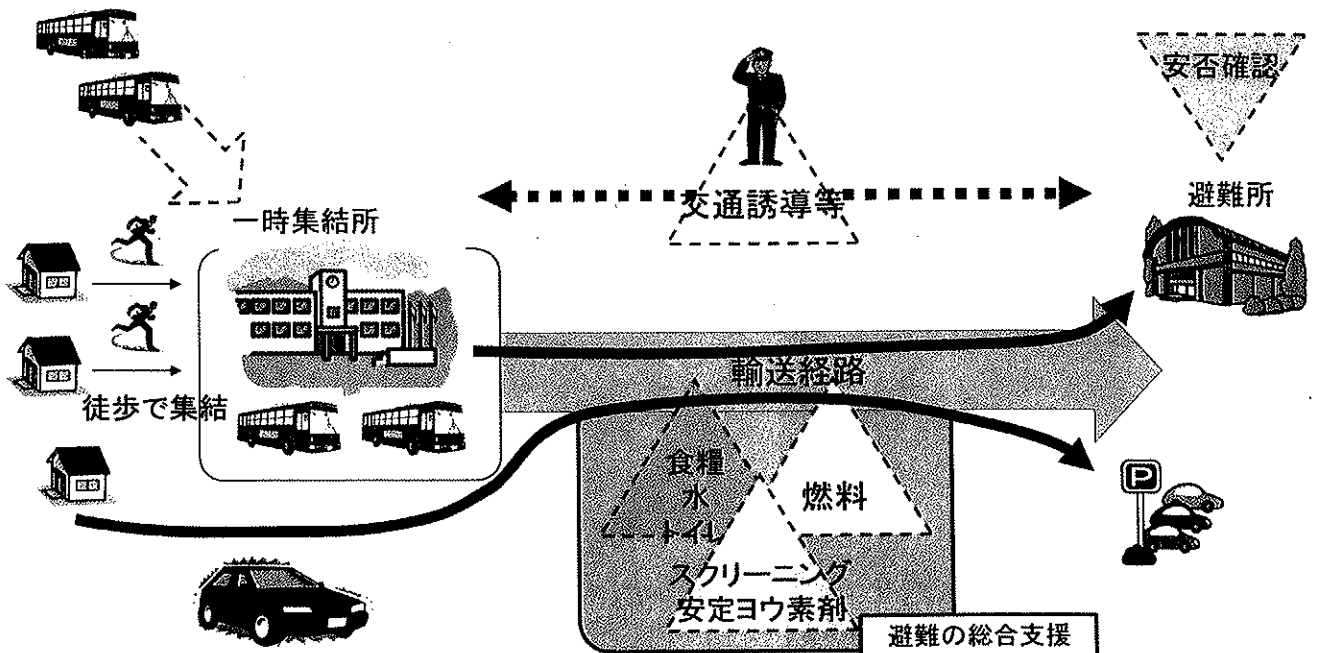 安否確認
避難所
交通誘導等
一時集結所
徒歩で集結
輸送経路
食糧
水
トイレ
燃料
スクリーニング
安定ヨウ素剤
P
避難の総合支援